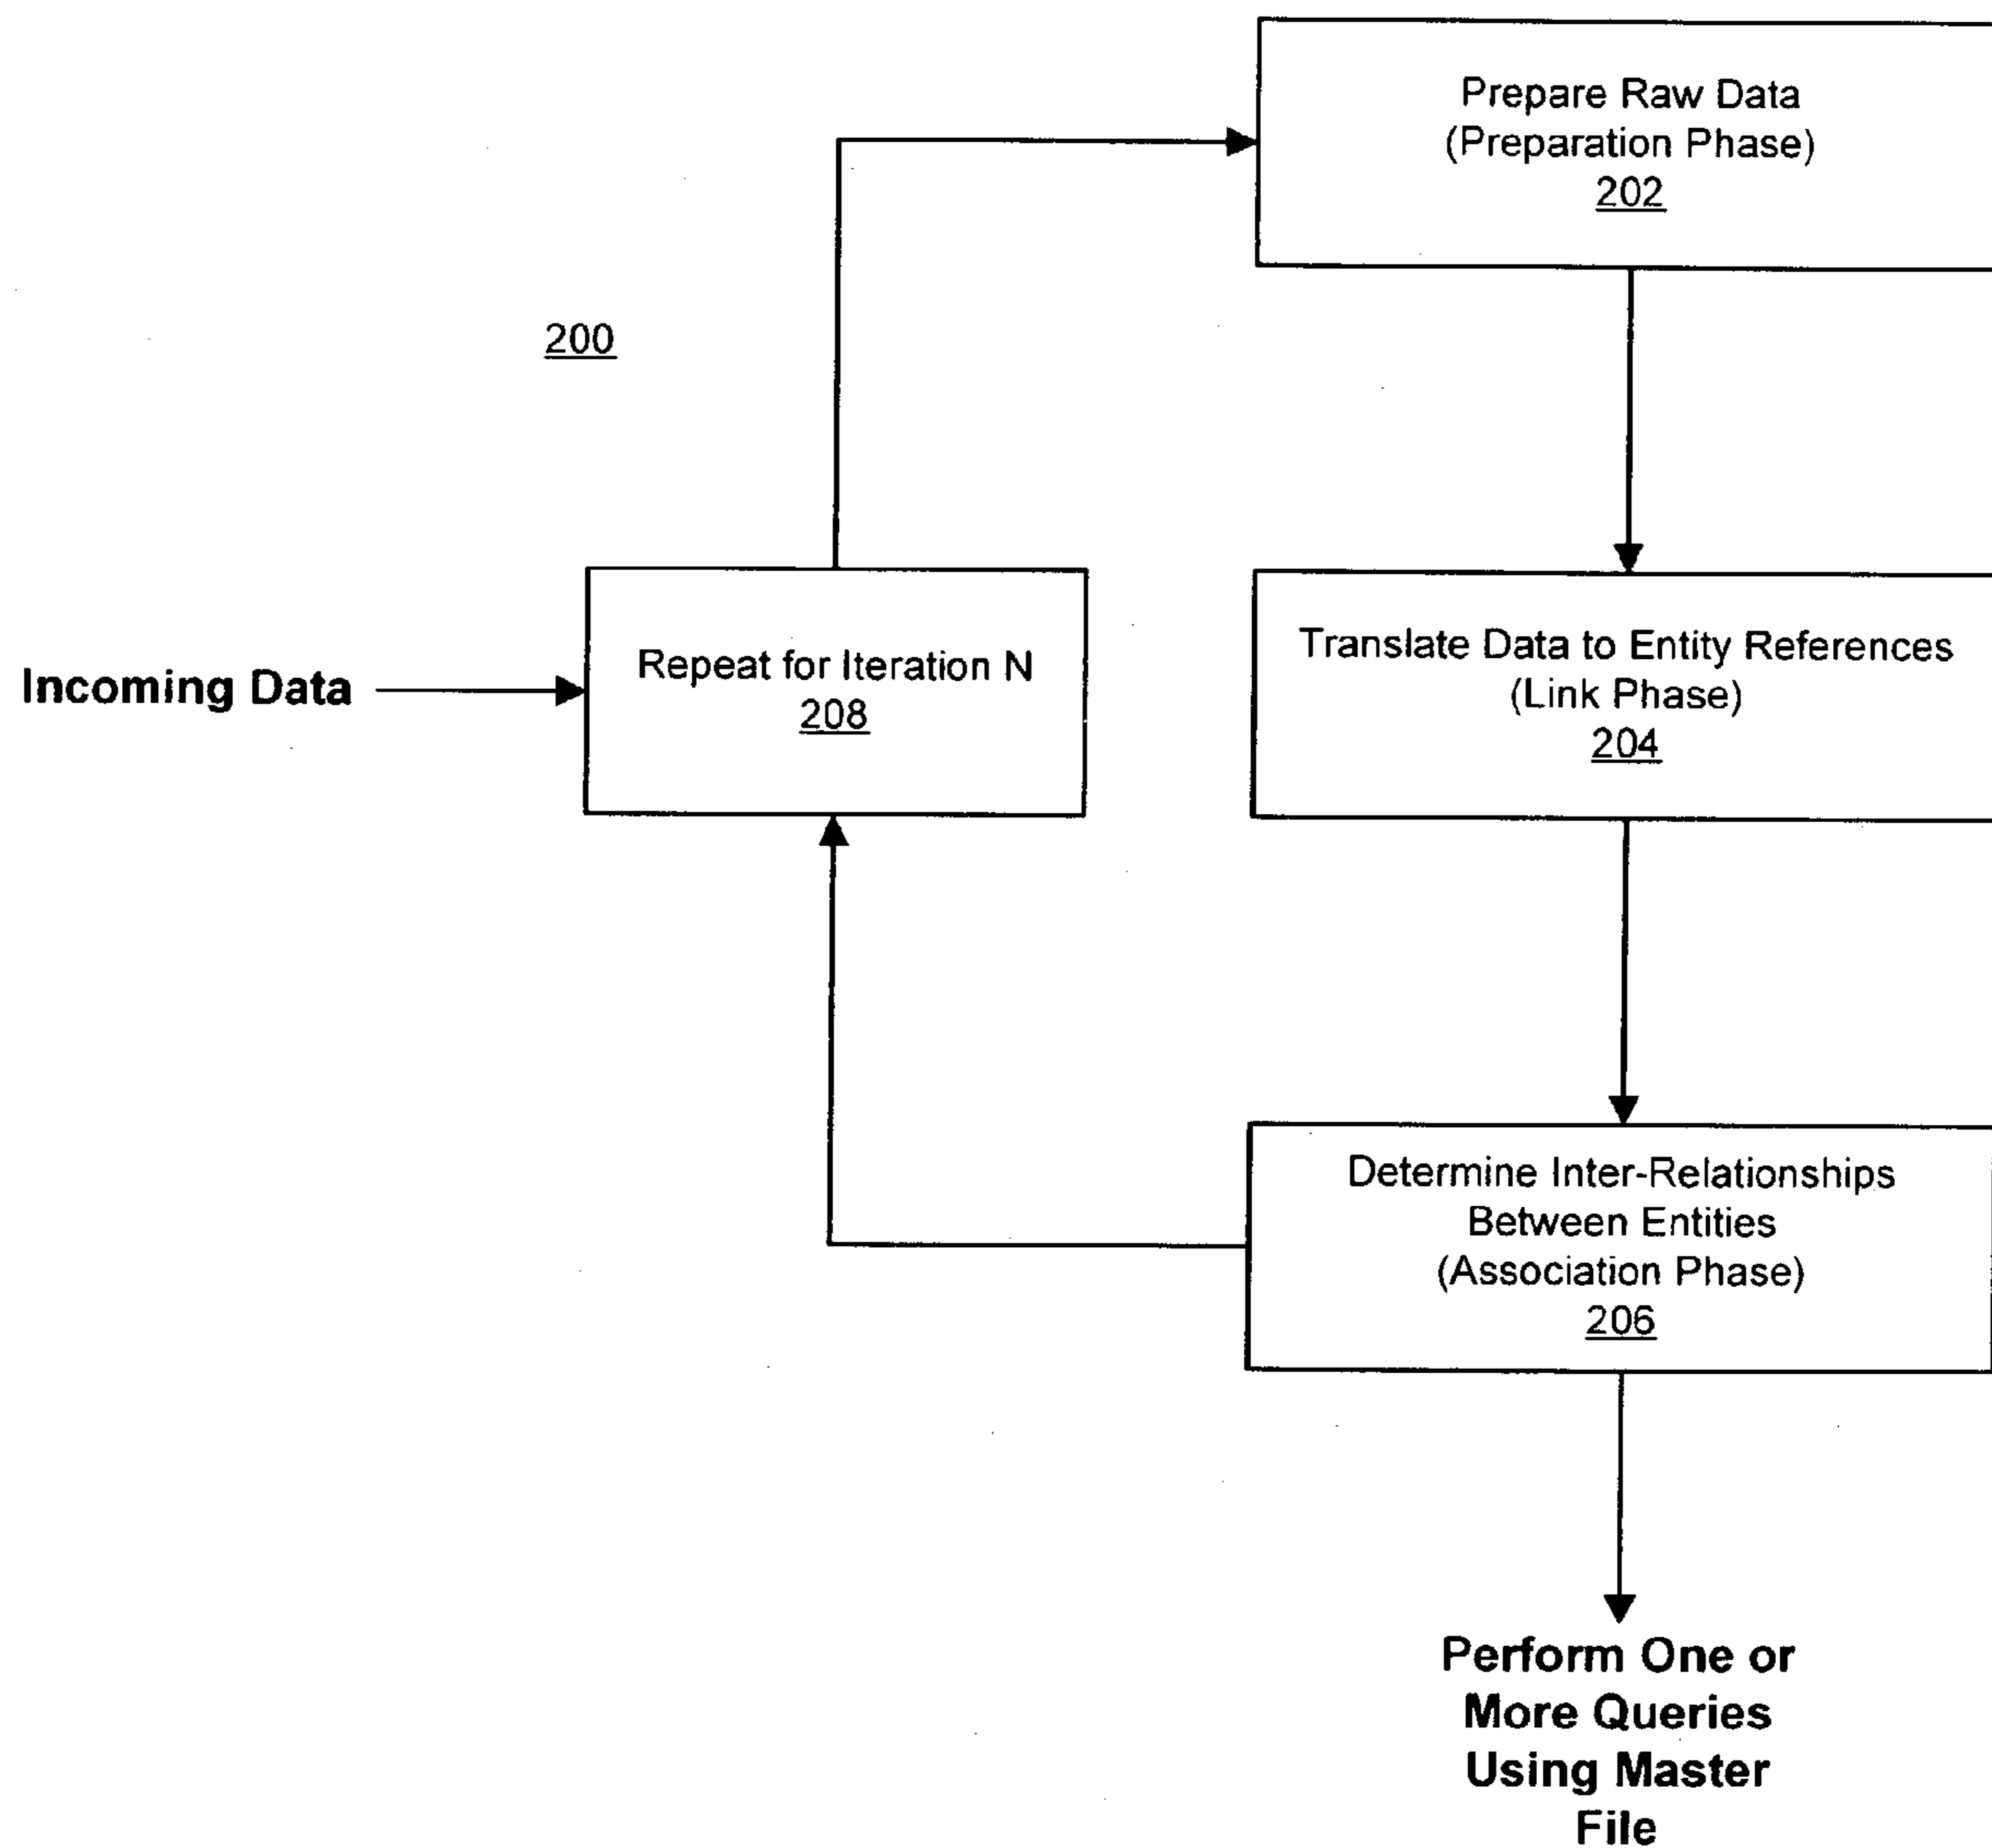 Prepare Raw Data
(Preparation Phase)
202
200
Incoming Data
Repeat for Iteration N
208
Translate Data to Entity References
(Link Phase)
204
Determine Inter-Relationships
Between Entities
(Association Phase)
206
Perform One or
More Queries
Using Master
File